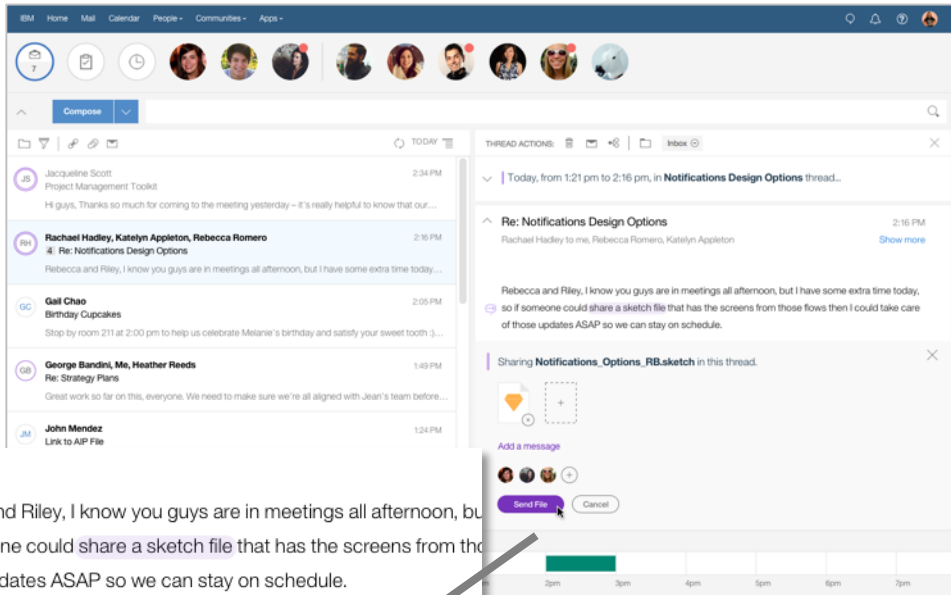 IBM Home Mail Calendar People Communities Apps
7
Compose
TODAY
JS
Jacqueline Scott
2:34 PM
Project Management Toolkit
Hi guys, Thanks so much for coming to the meeting yesterday – it's really helpful to know that our...
RH
Rachael Hadley, Katelyn Appleton, Rebecca Romero
2:16 PM
4 Re: Notifications Design Options
Rebecca and Riley, I know you guys are in meetings all afternoon, but I have some extra time today...
GC
Gail Chao
2:05 PM
Birthday Cupcakes
Stop by room 211 at 2:00 pm to help us celebrate Melanie's birthday and satisfy your sweet tooth :)...
GB
George Bandini, Me, Heather Reeds
1:49 PM
Re: Strategy Plans
Great work so far on this, everyone. We need to make sure we're all aligned with Jean's team before...
JM
John Mendez
1:24 PM
Link to AIP File
THREAD ACTIONS:
Inbox
Today, from 1:21 pm to 2:16 pm, in Notifications Design Options thread...
Re: Notifications Design Options
2:16 PM
Rachael Hadley to me, Rebecca Romero, Katelyn Appleton
Show more
Rebecca and Riley, I know you guys are in meetings all afternoon, but I have some extra time today,
so if someone could share a sketch file that has the screens from those flows then I could take care
of those updates ASAP so we can stay on schedule.
Sharing Notifications_Options_RB.sketch in this thread.
Add a message
Send File
Cancel
2pm 3pm 4pm 5pm 6pm 7pm
nd Riley, I know you guys are in meetings all afternoon, bu
ne could share a sketch file that has the screens from tho
dates ASAP so we can stay on schedule.